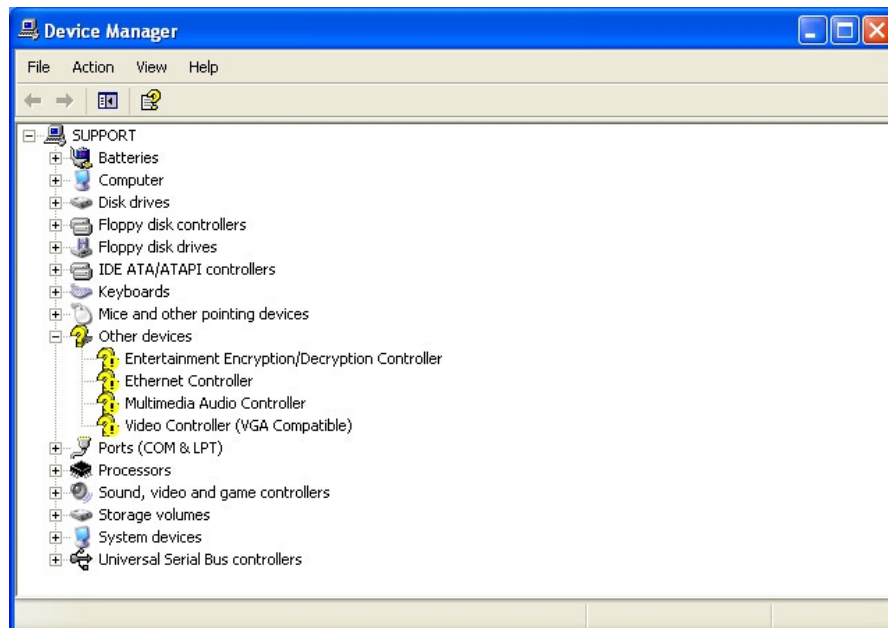 Device Manager
File Action View Help
SUPPORT
Batteries
Computer
Disk drives
Floppy disk controllers
Floppy disk drives
IDE ATA/ATAPI controllers
Keyboards
Mice and other pointing devices
Other devices
Entertainment Encryption/Decryption Controller
Ethernet Controller
Multimedia Audio Controller
Video Controller (VGA Compatible)
Ports (COM & LPT)
Processors
Sound, video and game controllers
Storage volumes
System devices
Universal Serial Bus controllers